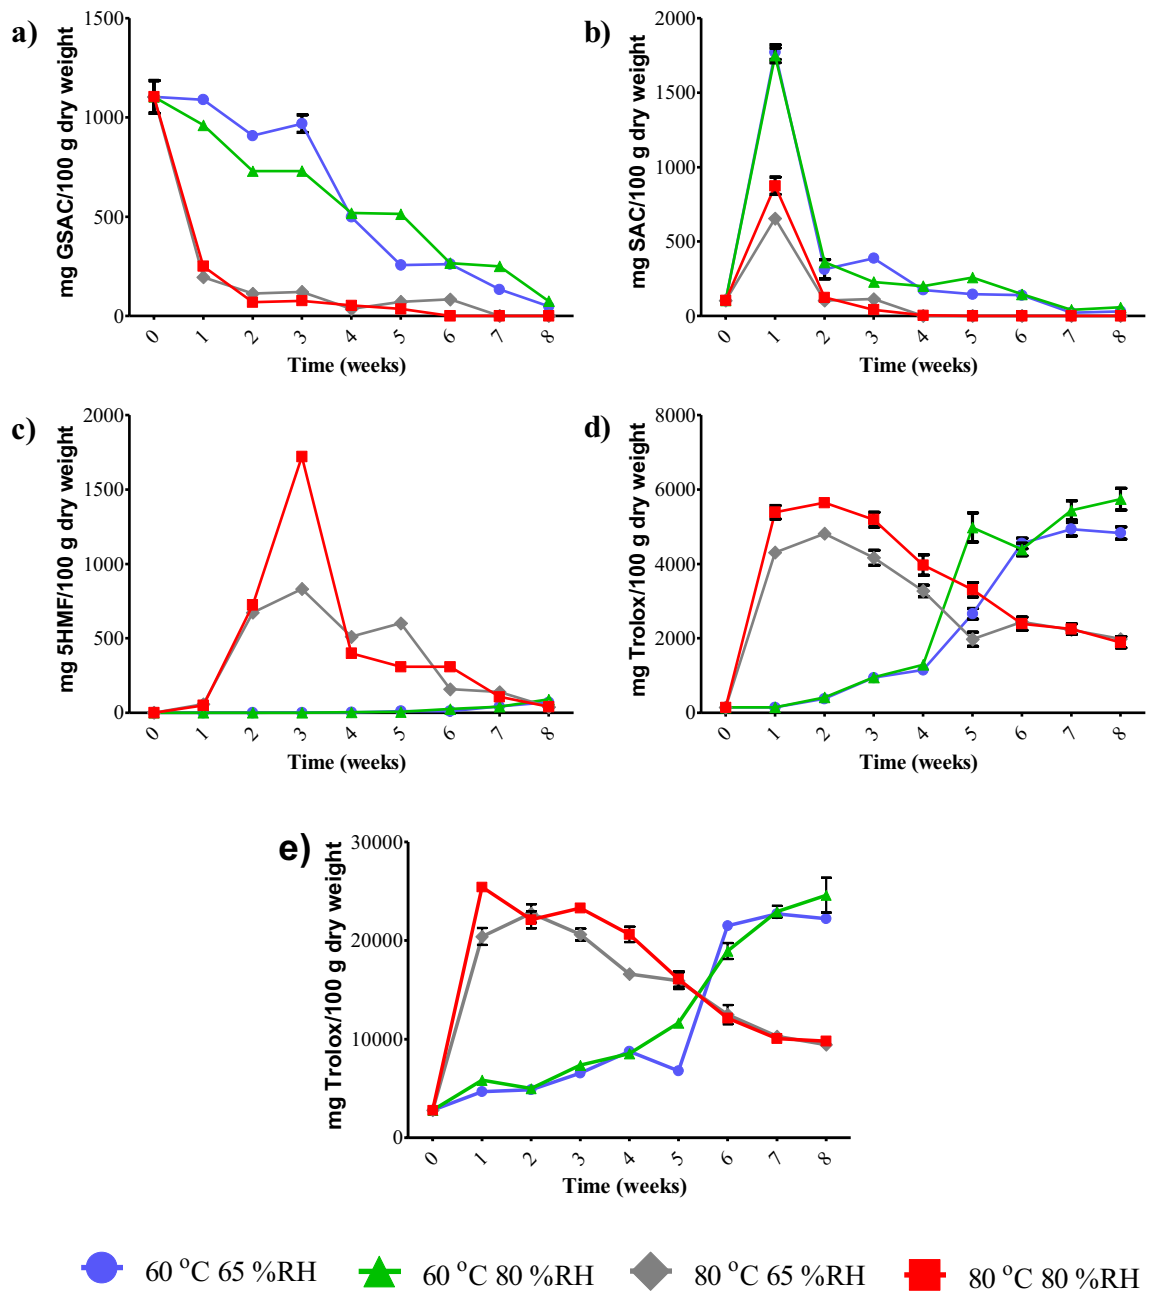 a)
mg GSAC/100 g dry weight
1500
1000
500
0
0 1 2 3 4 5 6 7 8
Time (weeks)
b)
mg SAC/100 g dry weight
2000
1500
1000
500
0
0 1 2 3 4 5 6 7 8
Time (weeks)
c)
mg 5HMF/100 g dry weight
2000
1500
1000
500
0
0 1 2 3 4 5 6 7 8
Time (weeks)
d)
mg Trolox/100 g dry weight
8000
6000
4000
2000
0
0 1 2 3 4 5 6 7 8
Time (weeks)
e)
mg Trolox/100 g dry weight
30000
20000
10000
0
0 1 2 3 4 5 6 7 8
Time (weeks)
60 °C 65 %RH
60 °C 80 %RH
80 °C 65 %RH
80 °C 80 %RH